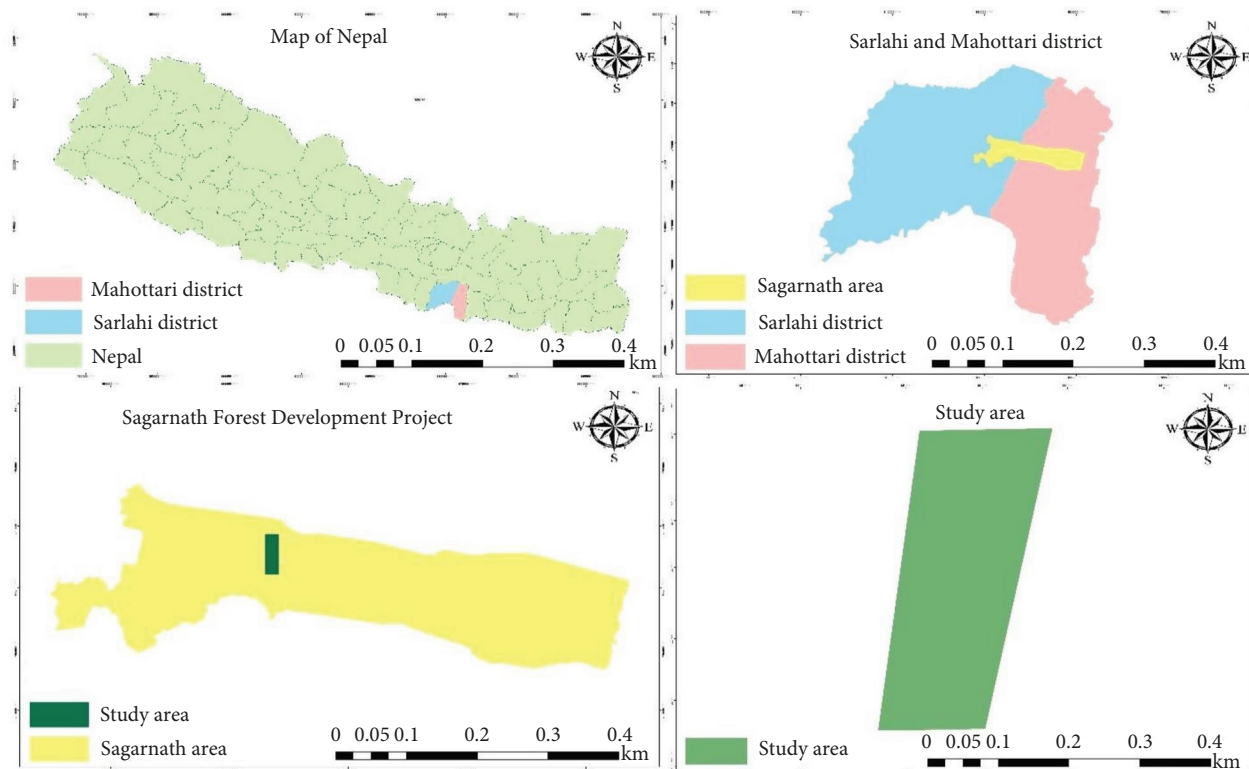 Map of Nepal
N
W E
S
Mahottari district
Sarlahi district
Nepal
0 0.05 0.1 0.2 0.3 0.4
km
Sarlahi and Mahottari district
N
W E
S
Sagarnath area
Sarlahi district
Mahottari district
0 0.05 0.1 0.2 0.3 0.4
km
Sagarnath Forest Development Project
N
W E
S
Study area
Sagarnath area
0 0.05 0.1 0.2 0.3 0.4
km
Study area
N
W E
S
Study area
0 0.05 0.1 0.2 0.3 0.4
km